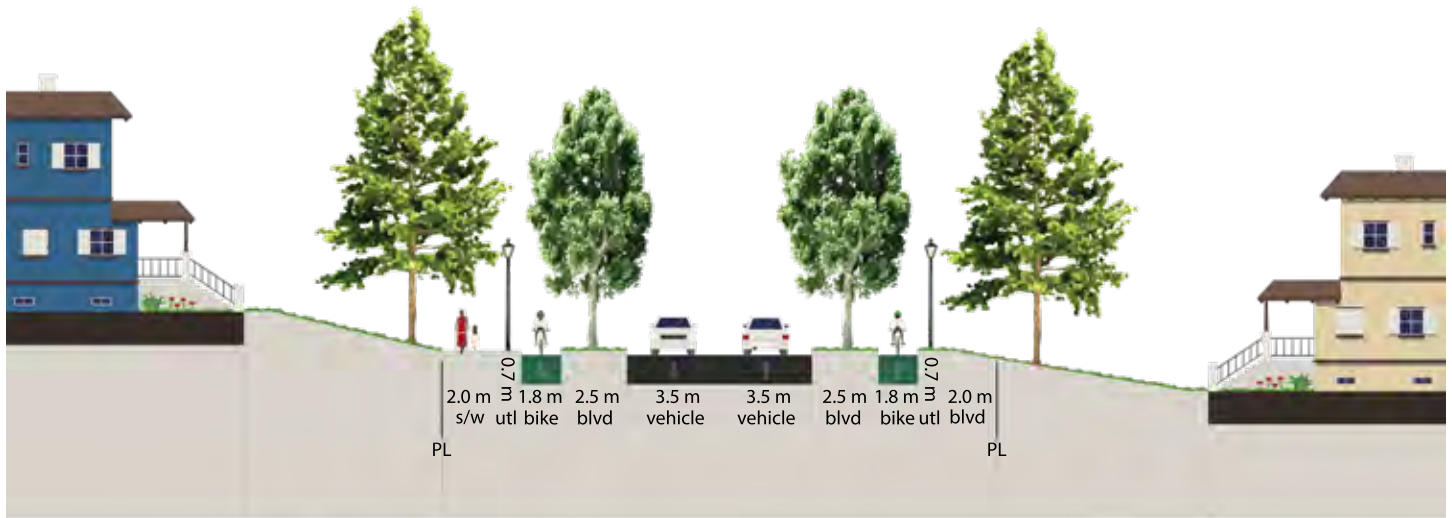 0.7 m
0.7 m
2.0 m 1.8 m 2.5 m 3.5 m 3.5 m 2.5 m 1.8 m 2.0 m
s/w utl bike blvd vehicle vehicle blvd bike utl blvd
PL PL